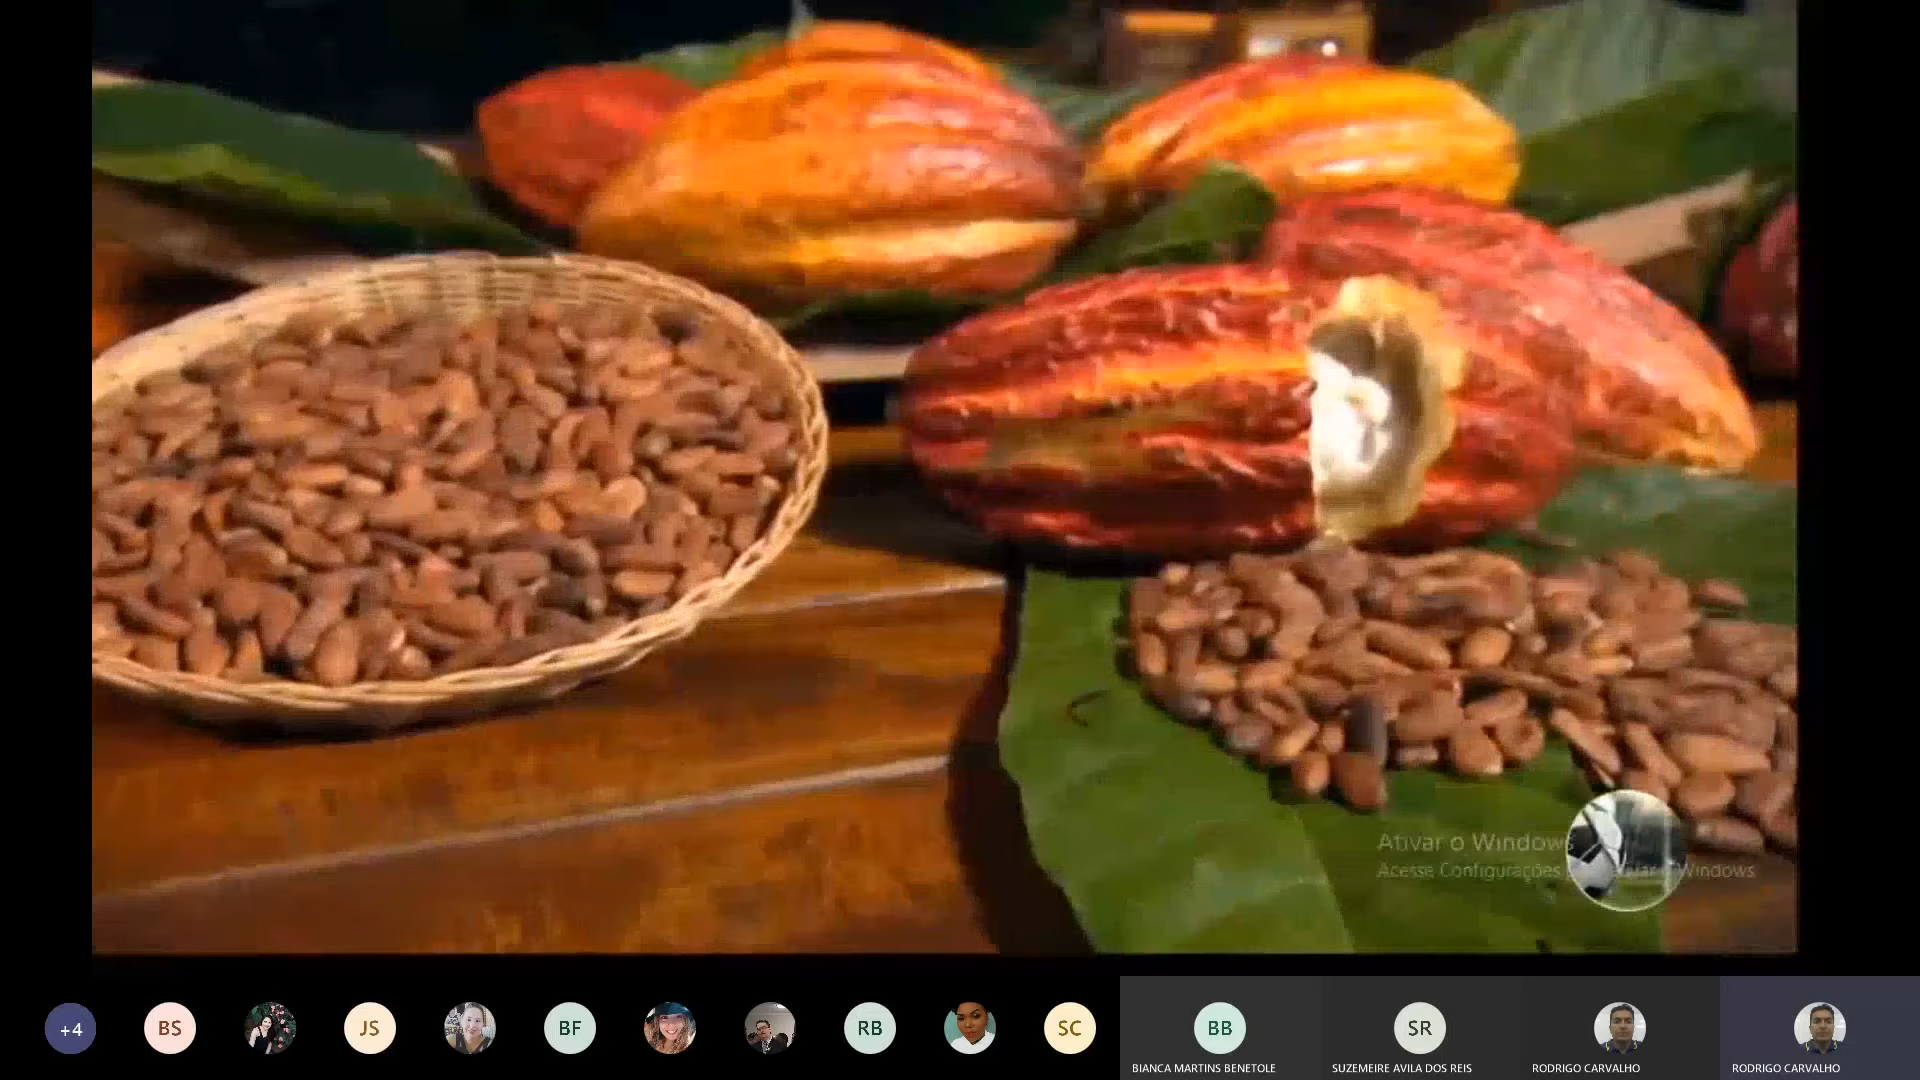 Ativar o Windows
Acesse Configurações
Windows
+4
BS
JS
BF
RB
SC
BB
SR
BIANCA MARTINS BENETOLE
SUZEMEIRE AVILA DOS REIS
RODRIGO CARVALHO
RODRIGO CARVALHO